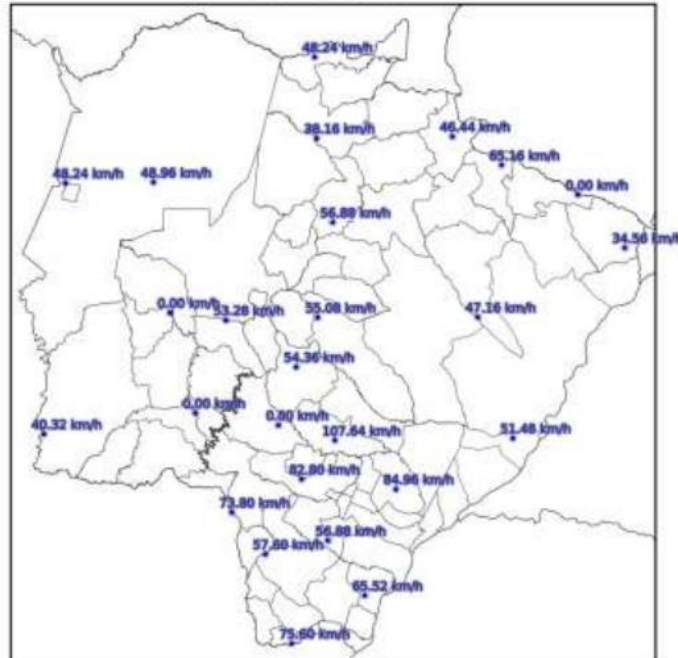 48.24 km/h
38.16 km/h
46.44 km/h
65.16 km/h
48.24 km/h
48.96 km/h
0.00 km/h
56.88 km/h
34.56 km/h
0.00 km/h
53.28 km/h
55.08 km/h
47.16 km/h
54.36 km/h
0.00 km/h
0.00 km/h
40.32 km/h
107.64 km/h
51.48 km/h
82.80 km/h
84.96 km/h
73.80 km/h
56.88 km/h
57.60 km/h
65.52 km/h
75.60 km/h